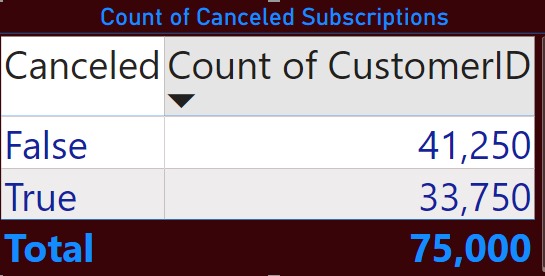 Count of Canceled Subscriptions
Canceled Count of CustomerID
False 41,250
True 33,750
Total 75,000